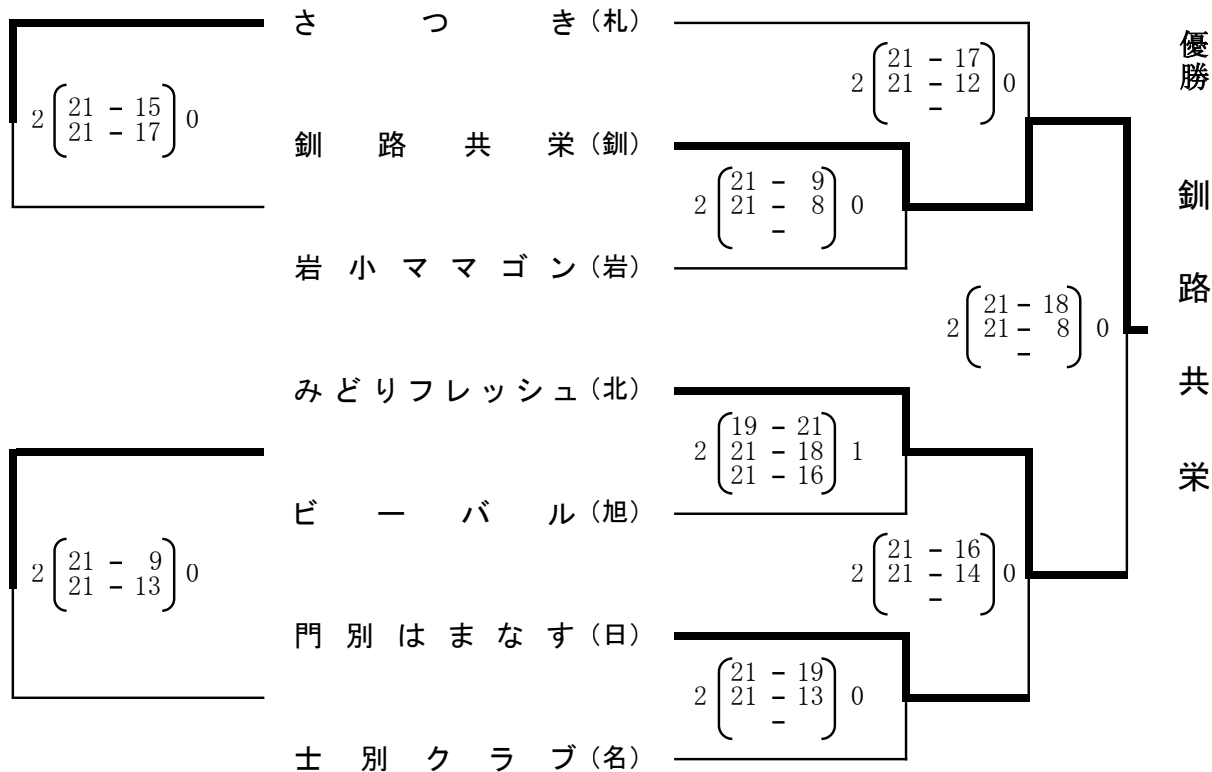 さつき（札）
優勝
釧路共栄
2 21 － 17 0
21 － 12
－
2 21 － 15 0
21 － 17
釧路共栄（釧）
2 21 － 9 0
21 － 8
－
岩小ママゴン（岩）
2 21 － 18 0
21 － 8
－
みどりフレッシュ（北）
2 19 － 21 1
21 － 18
21 － 16
ビーバル（旭）
2 21 － 9 0
21 － 13
2 21 － 16 0
21 － 14
－
門別はまなす（日）
2 21 － 19 0
21 － 13
－
士別クラブ（名）